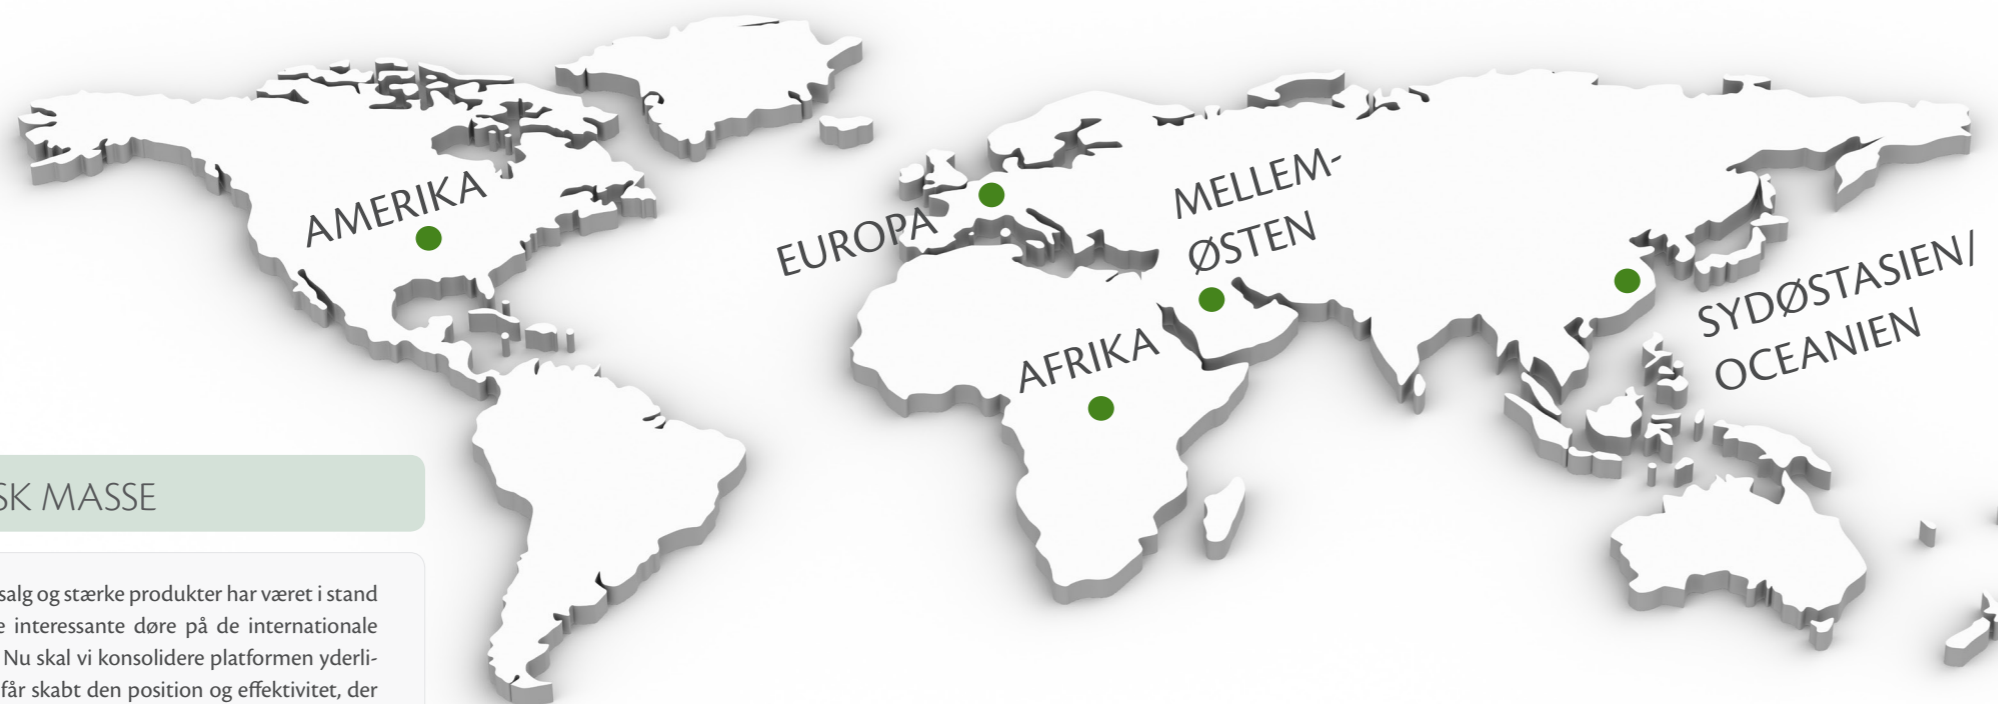 AMERIKA
EUROPA
MELLEM-
ØSTEN
AFRIKA
SYDØSTASIEN/
OCEANIEN
SK MASSE
salg og stærke produkter har været i stand
e interessante døre på de internationale
Nu skal vi konsolidere platformen yderli-
får skabt den position og effektivitet, der